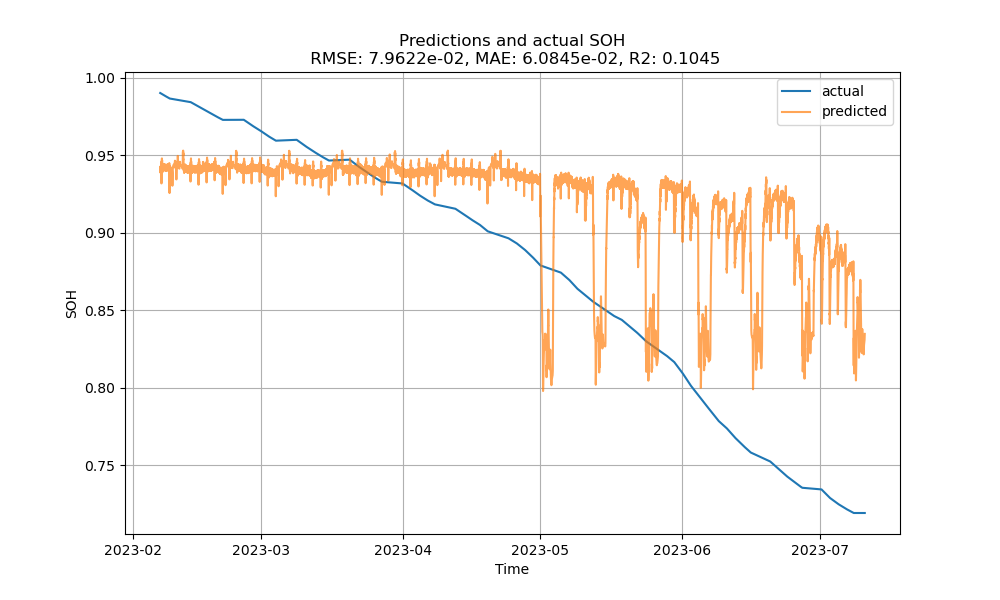 Predictions and actual SOH
RMSE: 7.9622e-02, MAE: 6.0845e-02, R2: 0.1045
actual
predicted
1.00
0.95
0.90
0.85
0.80
0.75
SOH
2023-02 2023-03 2023-04 2023-05 2023-06 2023-07
Time